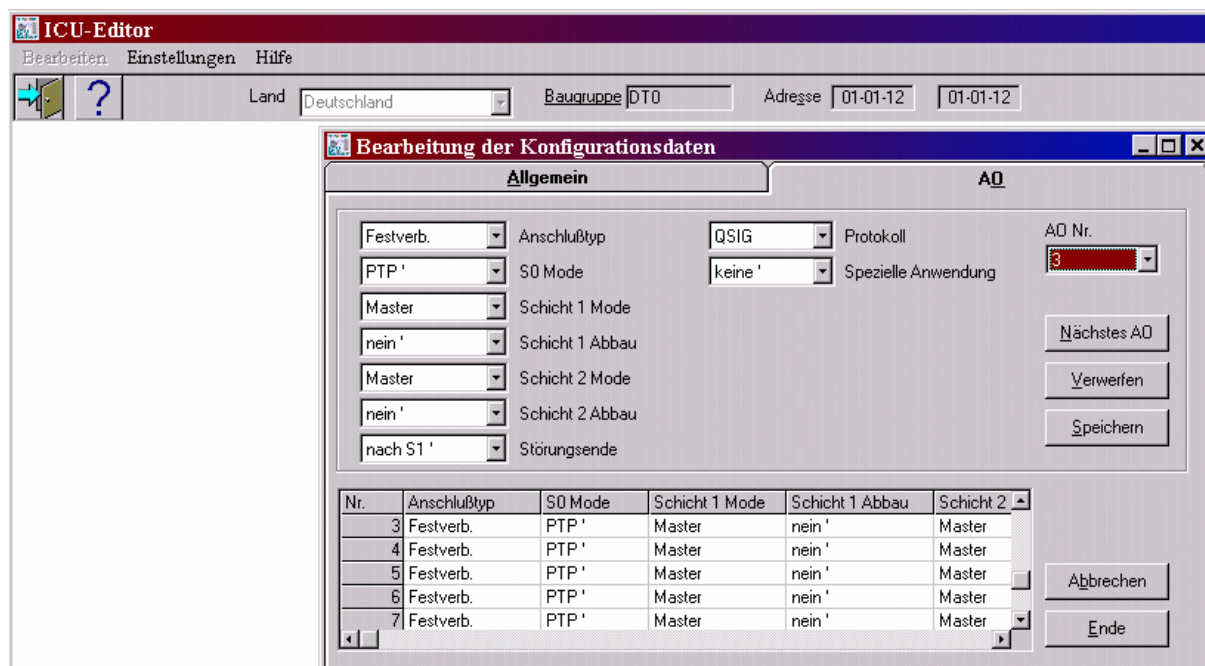 ICU-Editor
Bearbeiten Einstellungen Hilfe
? Land Deutschland Baugruppe DT0 Adresse 01-01-12 01-01-12
Bearbeitung der Konfigurationsdaten
Allgemein AO
Festverb. Anschlußtyp QSIG Protokoll AO Nr.
PTP ' S0 Mode keine ' Spezielle Anwendung 3
Master Schicht 1 Mode
nein ' Schicht 1 Abbau Nächstes AO
Master Schicht 2 Mode Verwerfen
nein ' Schicht 2 Abbau Speichern
nach S1 ' Störungsende
Nr. Anschlußtyp S0 Mode Schicht 1 Mode Schicht 1 Abbau Schicht 2
3 Festverb. PTP ' Master nein ' Master
4 Festverb. PTP ' Master nein ' Master
5 Festverb. PTP ' Master nein ' Master
6 Festverb. PTP ' Master nein ' Master
7 Festverb. PTP ' Master nein ' Master
Abbrechen
Ende